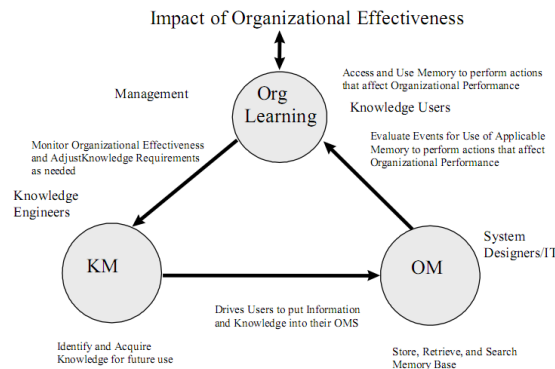 Impact of Organizational Effectiveness
Access and Use Memory to perform actions
that affect Organizational Performance
Management
Org
Learning
Knowledge Users
Evaluate Events for Use of Applicable
Memory to perform actions that affect
Organizational Performance
Monitor Organizational Effectiveness
and AdjustKnowledge Requirements
as needed
Knowledge
Engineers
System
Designers/IT
KM
OM
Drives Users to put Information
and Knowledge into their OMS
Identify and Acquire
Knowledge for future use
Store, Retrieve, and Search
Memory Base